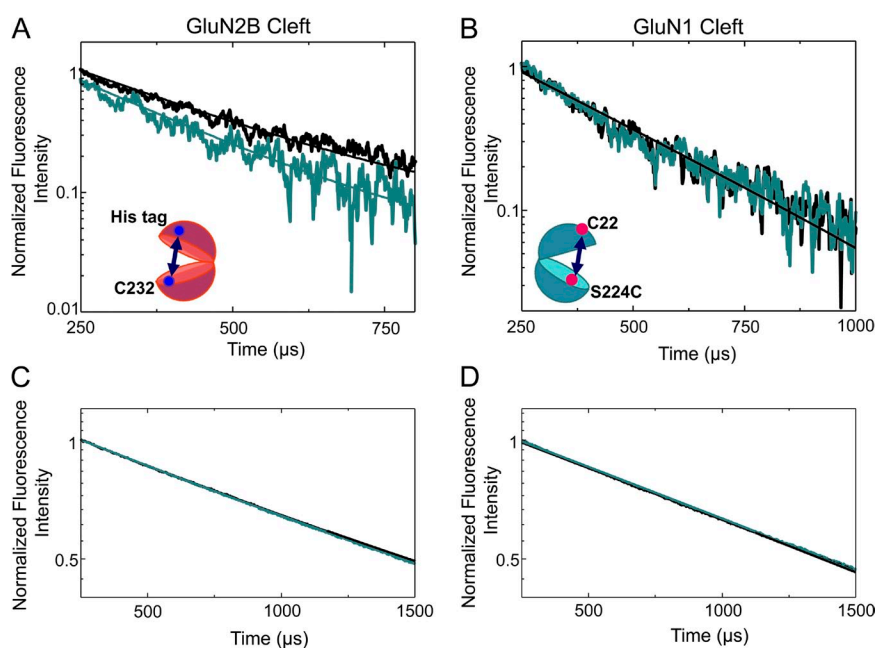 A
GluN2B Cleft
Normalized Fluorescence
Intensity
1
0.1
0.01
His tag
C232
250
500
750
Time (µs)
B
GluN1 Cleft
Normalized Fluorescence
Intensity
1
0.1
C22
S224C
250
500
750
1000
Time (µs)
C
Normalized Fluorescence
Intensity
1
0.5
500
1000
1500
Time (µs)
D
Normalized Fluorescence
Intensity
1
0.5
500
1000
1500
Time (µs)